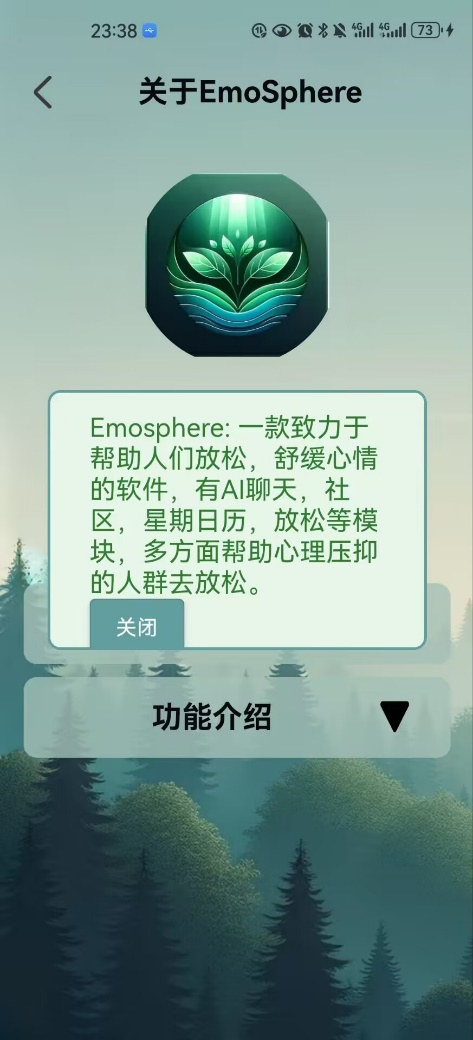 23:38
4G 4G 73
关于EmoSphere
Emosphere: 一款致力于
帮助人们放松，舒缓心情
的软件，有AI聊天，社
区，星期日历，放松等模
块，多方面帮助心理压抑
的人群去放松。
关闭
功能介绍